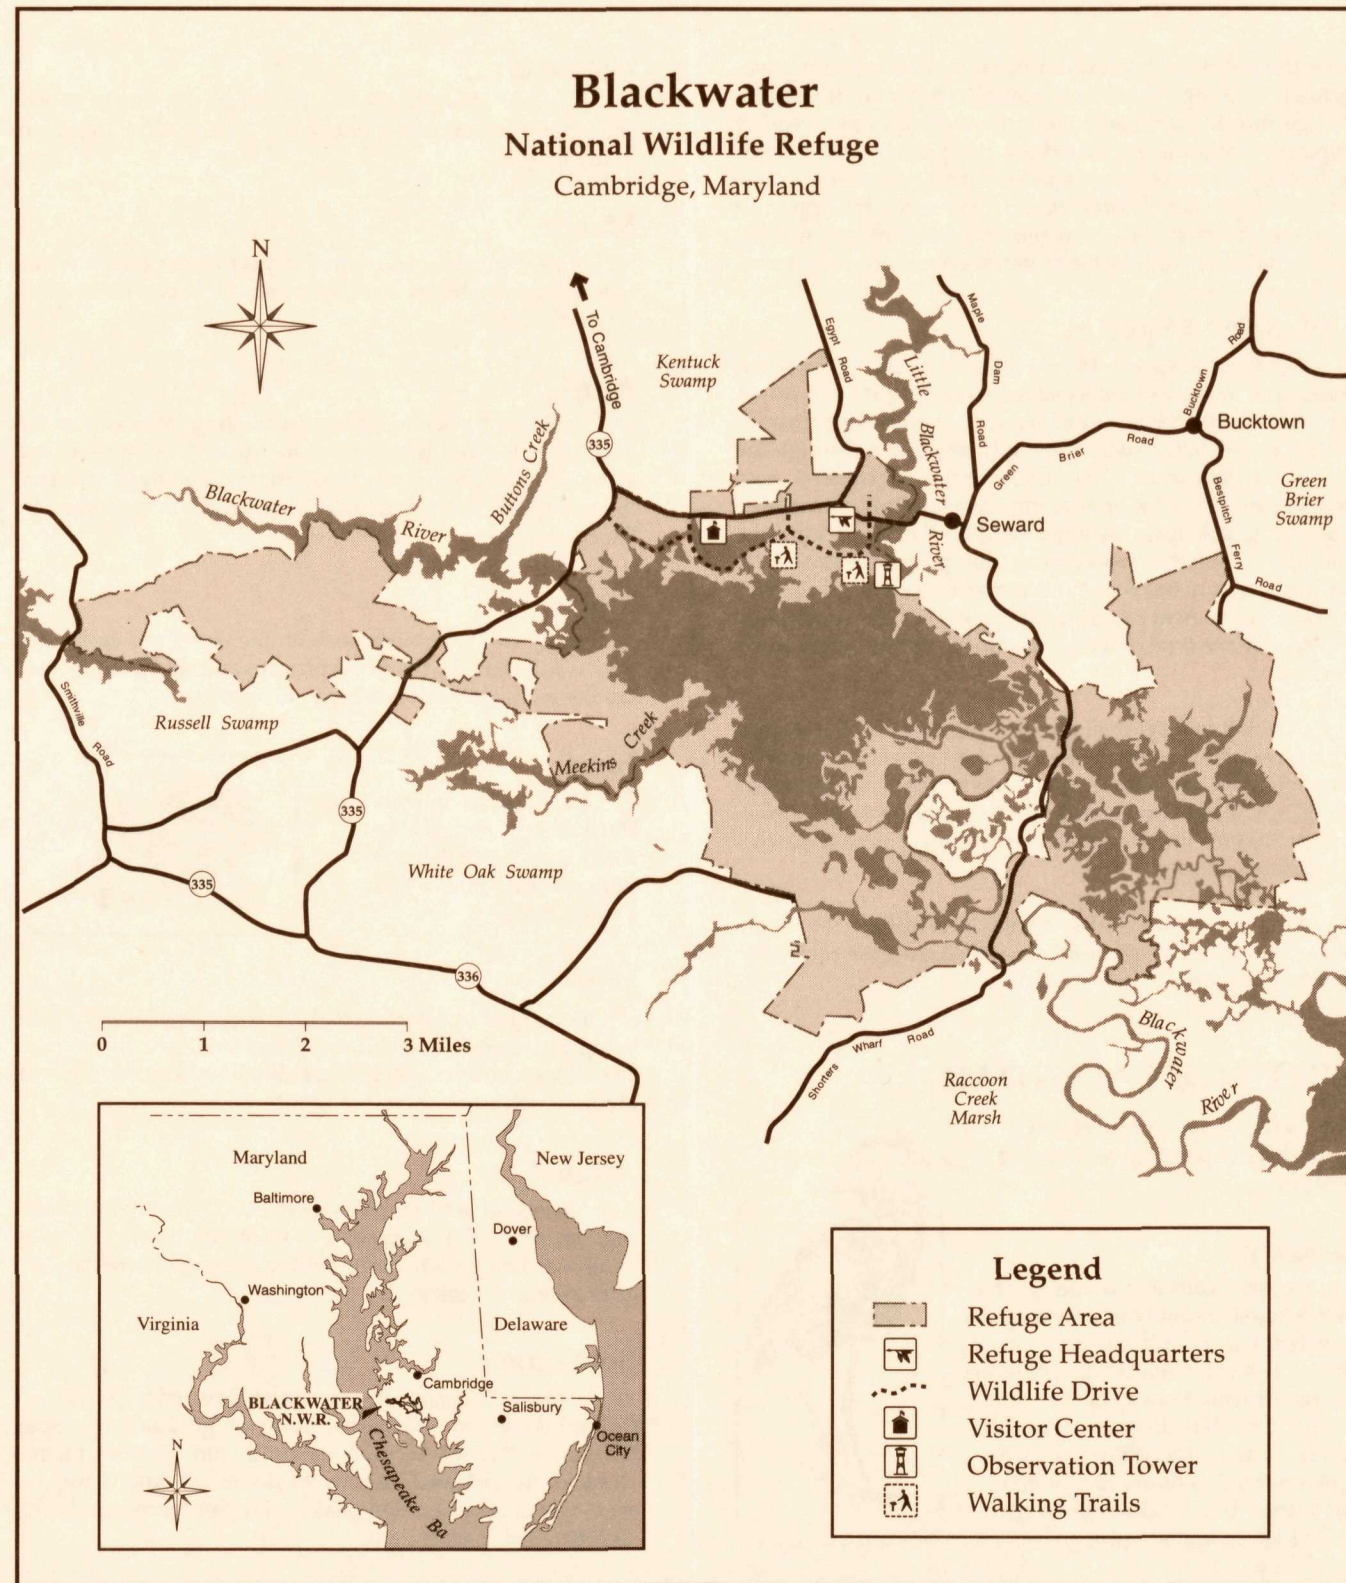 Blackwater
National Wildlife Refuge
Cambridge, Maryland
N
To Cambridge
335
Kentuck
Swamp
Egypt Road
Little Blackwater River
Maple Dam Road
Bucktown Road
Bucktown
Green Brier Road
Bestpitch Ferry Road
Green
Brier
Swamp
Seward
Blackwater River
Buttons Creek
Smithville Road
Russell Swamp
Meekins Creek
335
White Oak Swamp
335
336
0 1 2 3 Miles
Shorters Wharf Road
Raccoon
Creek
Marsh
Blackwater River
Maryland
New Jersey
Baltimore
Dover
Washington
Virginia
Delaware
Cambridge
BLACKWATER
N.W.R.
Salisbury
Ocean
City
Chesapeake Ba
N
Legend
Refuge Area
Refuge Headquarters
Wildlife Drive
Visitor Center
Observation Tower
Walking Trails